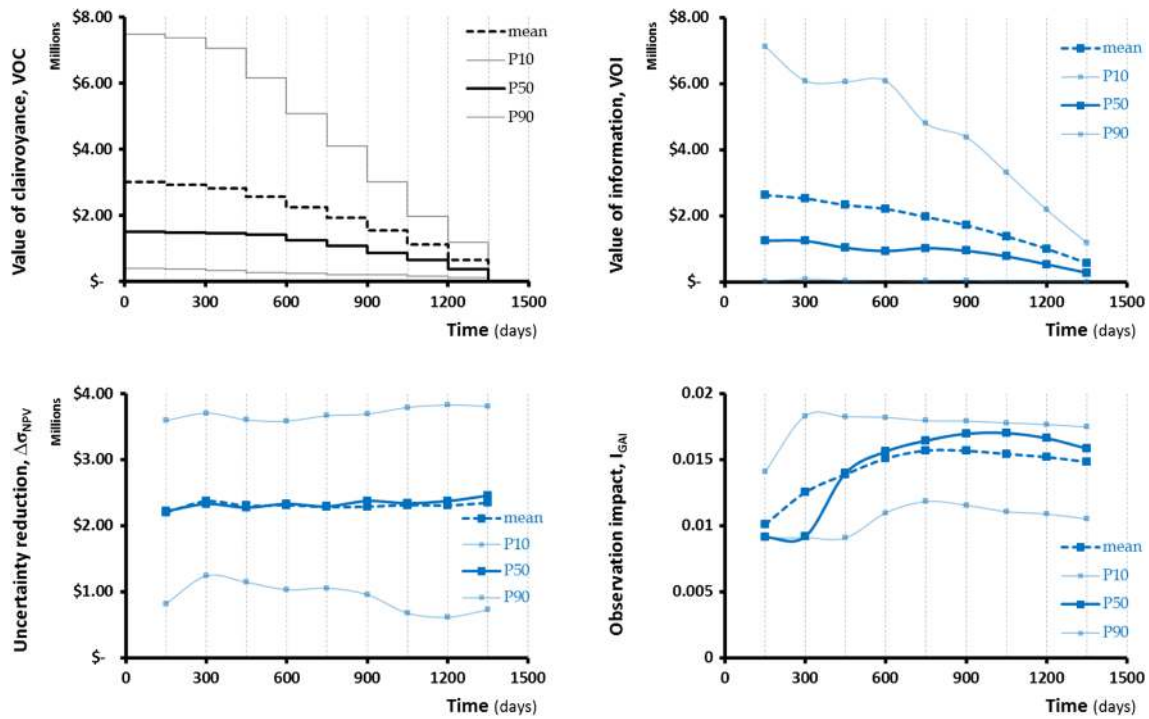 Value of clairvoyance, VOC
Millions
$8.00
$6.00
$4.00
$2.00
$-
0 300 600 900 1200 1500
Time (days)
mean
P10
P50
P90
Value of information, VOI
Millions
$8.00
$6.00
$4.00
$2.00
$-
0 300 600 900 1200 1500
Time (days)
mean
P10
P50
P90
Uncertainty reduction, ΔσNPV
Millions
$4.00
$3.00
$2.00
$1.00
$-
0 300 600 900 1200 1500
Time (days)
mean
P10
P50
P90
Observation impact, IGAI
0.02
0.015
0.01
0.005
0
0 300 600 900 1200 1500
Time (days)
mean
P10
P50
P90